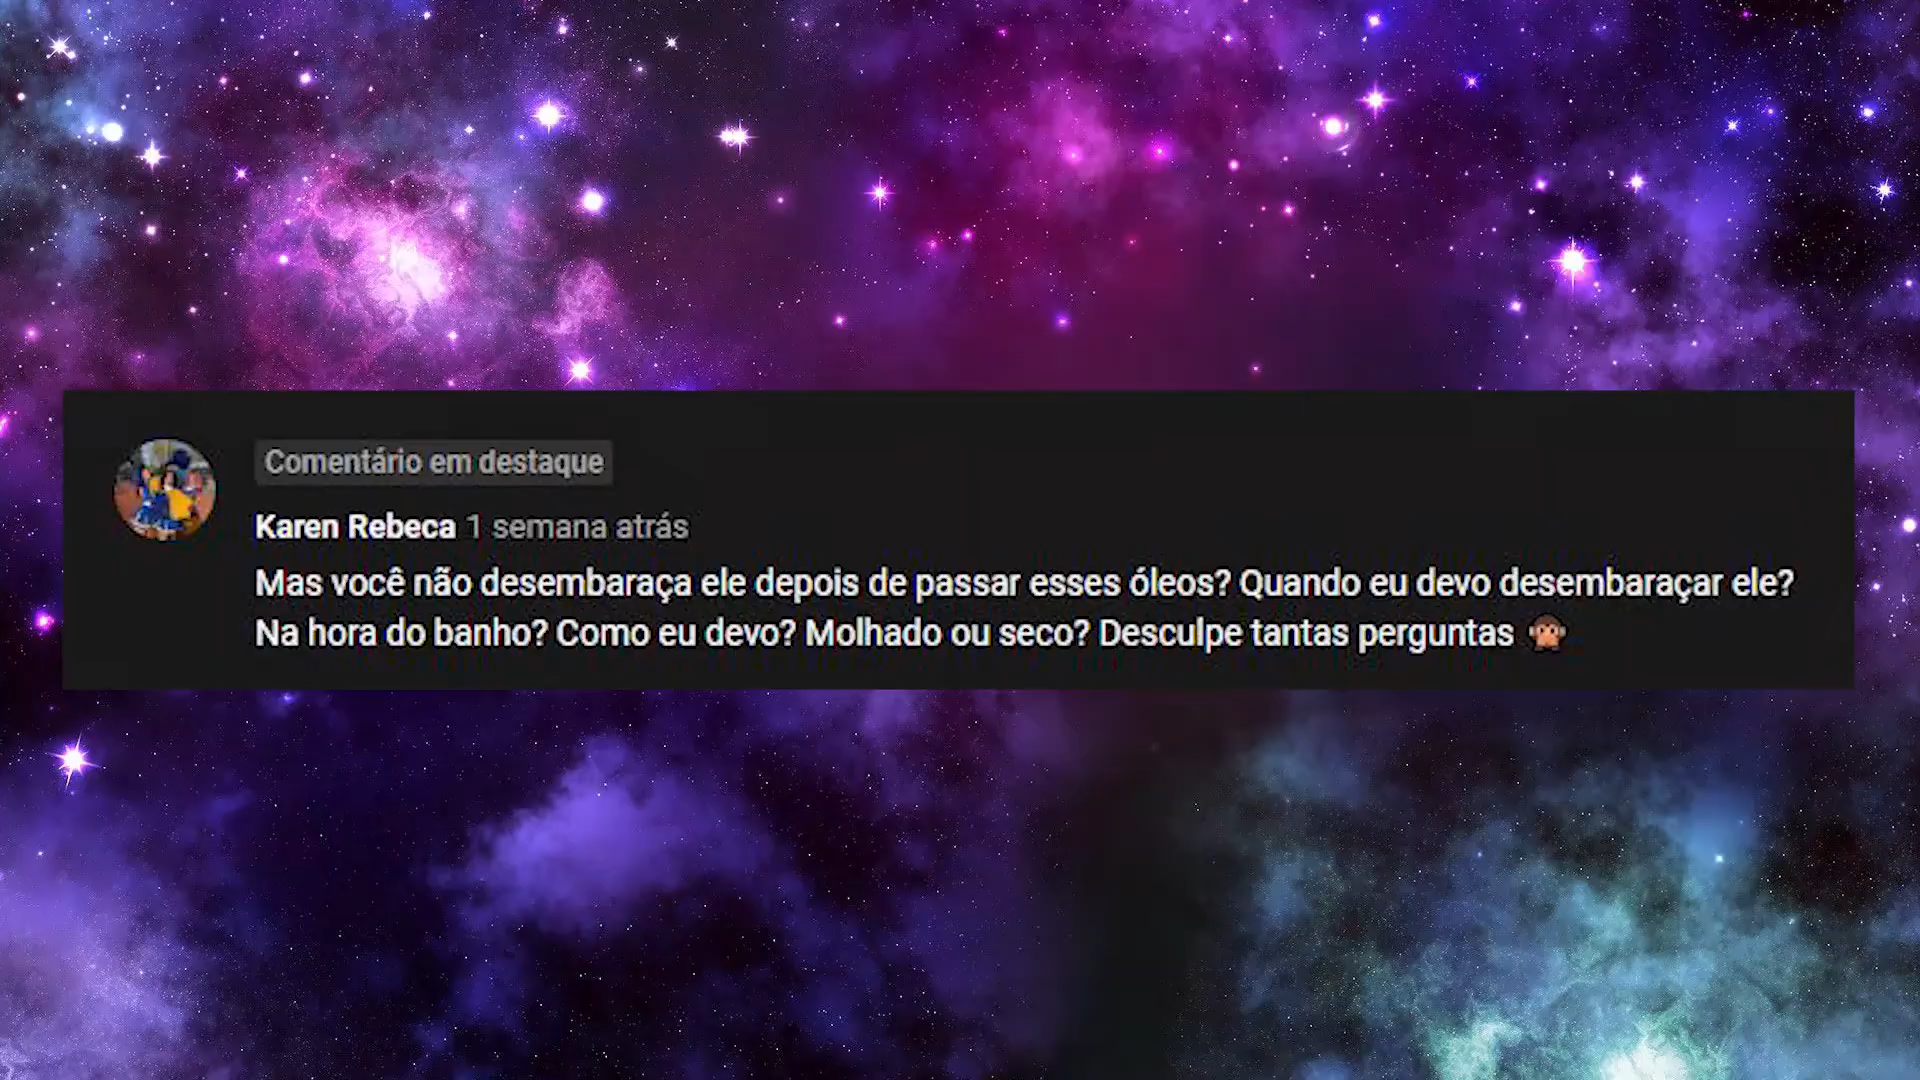 Comentário em destaque
Karen Rebeca 1 semana atrás
Mas você não desembaraça ele depois de passar esses óleos? Quando eu devo desembaraçar ele?
Na hora do banho? Como eu devo? Molhado ou seco? Desculpe tantas perguntas 🙊